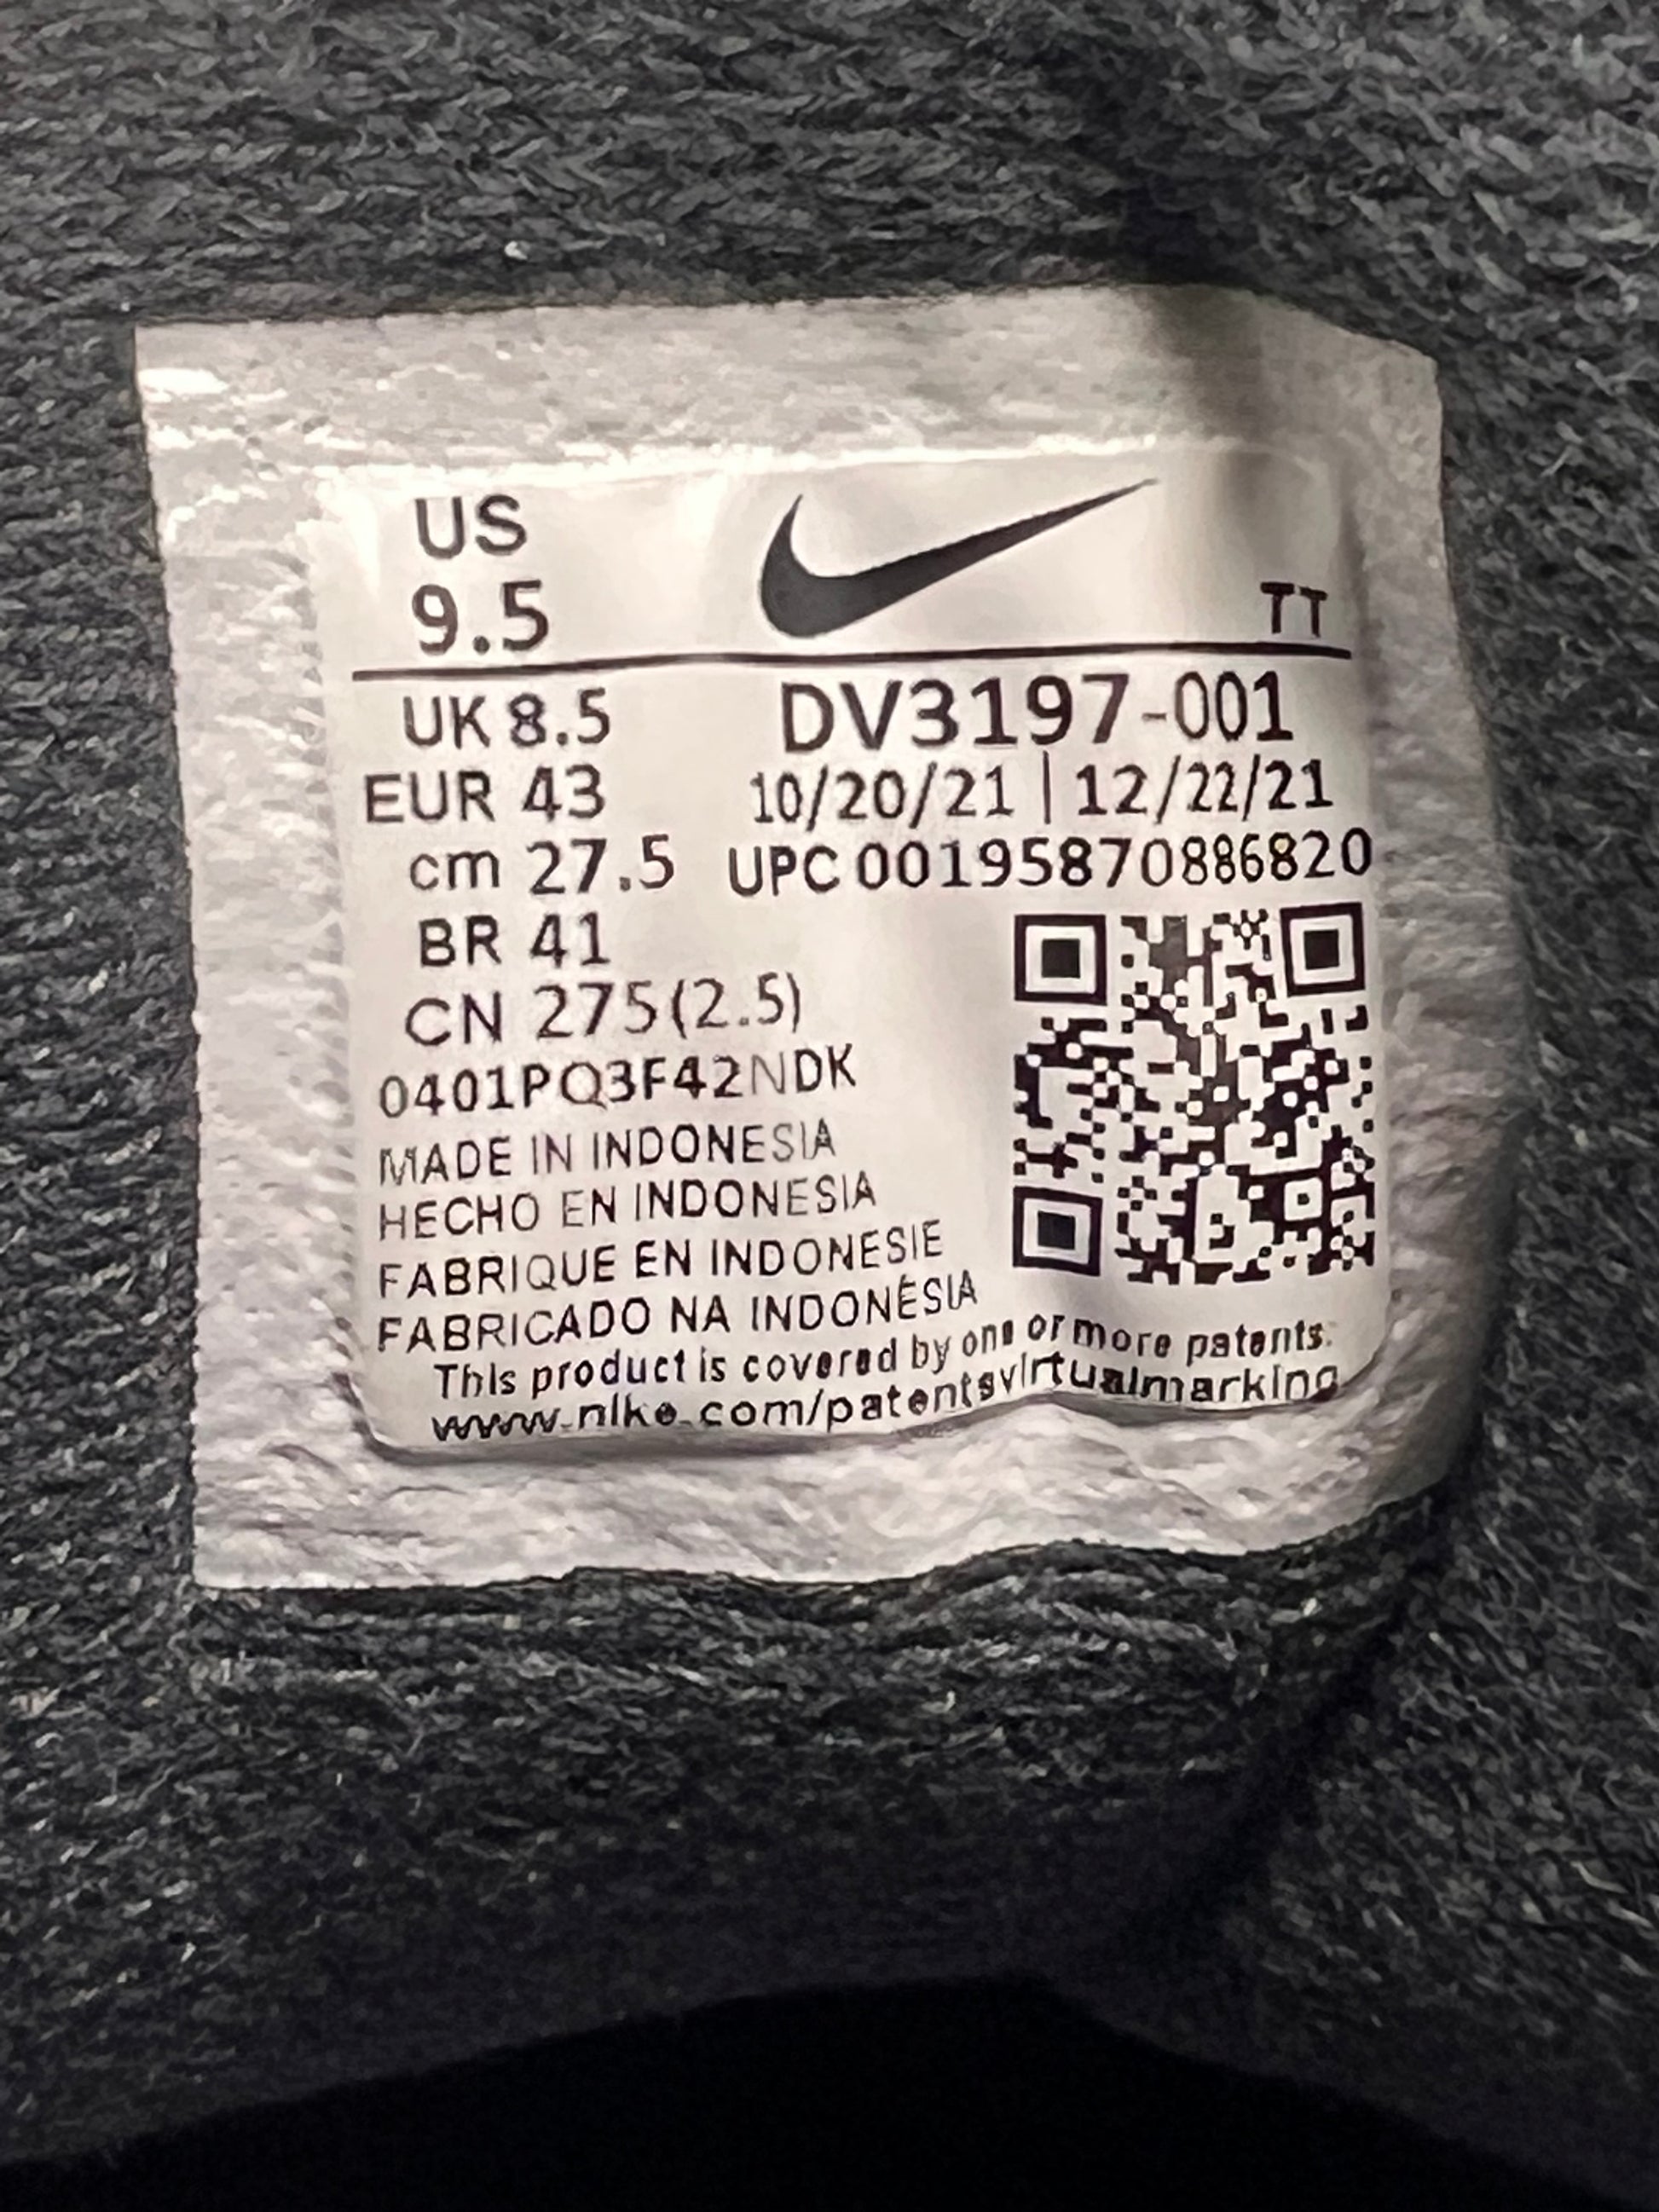 US
9.5
TT
UK 8.5
DV3197-001
EUR 43
10/20/21 | 12/22/21
cm 27.5
UPC 00195870886820
BR 41
CN 275(2.5)
0401PQ3F42NDK
MADE IN INDONESIA
HECHO EN INDONESIA
FABRIQUE EN INDONESIE
FABRICADO NA INDONÉSIA
This product is covered by one or more patents.
www.nike.com/patentsvirtualmarking